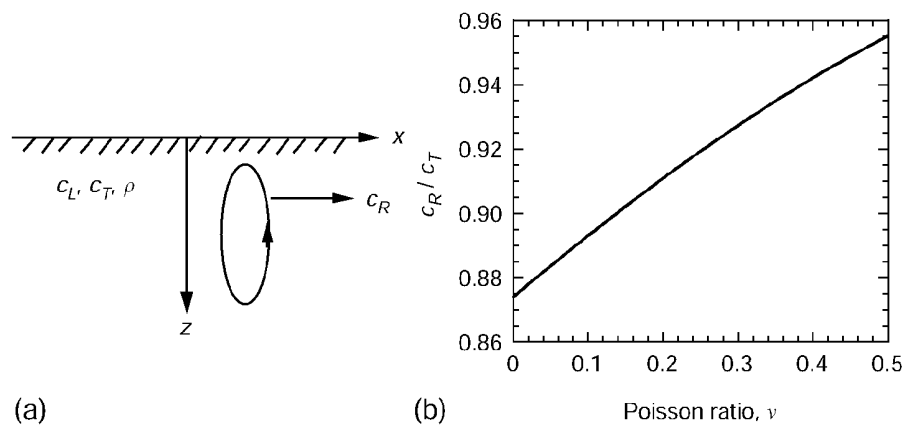 (a)
x
c_L, c_T, ρ
c_R
z
(b)
0.96
0.94
0.92
0.90
0.88
0.86
c_R / c_T
0
0.1
0.2
0.3
0.4
0.5
Poisson ratio, ν